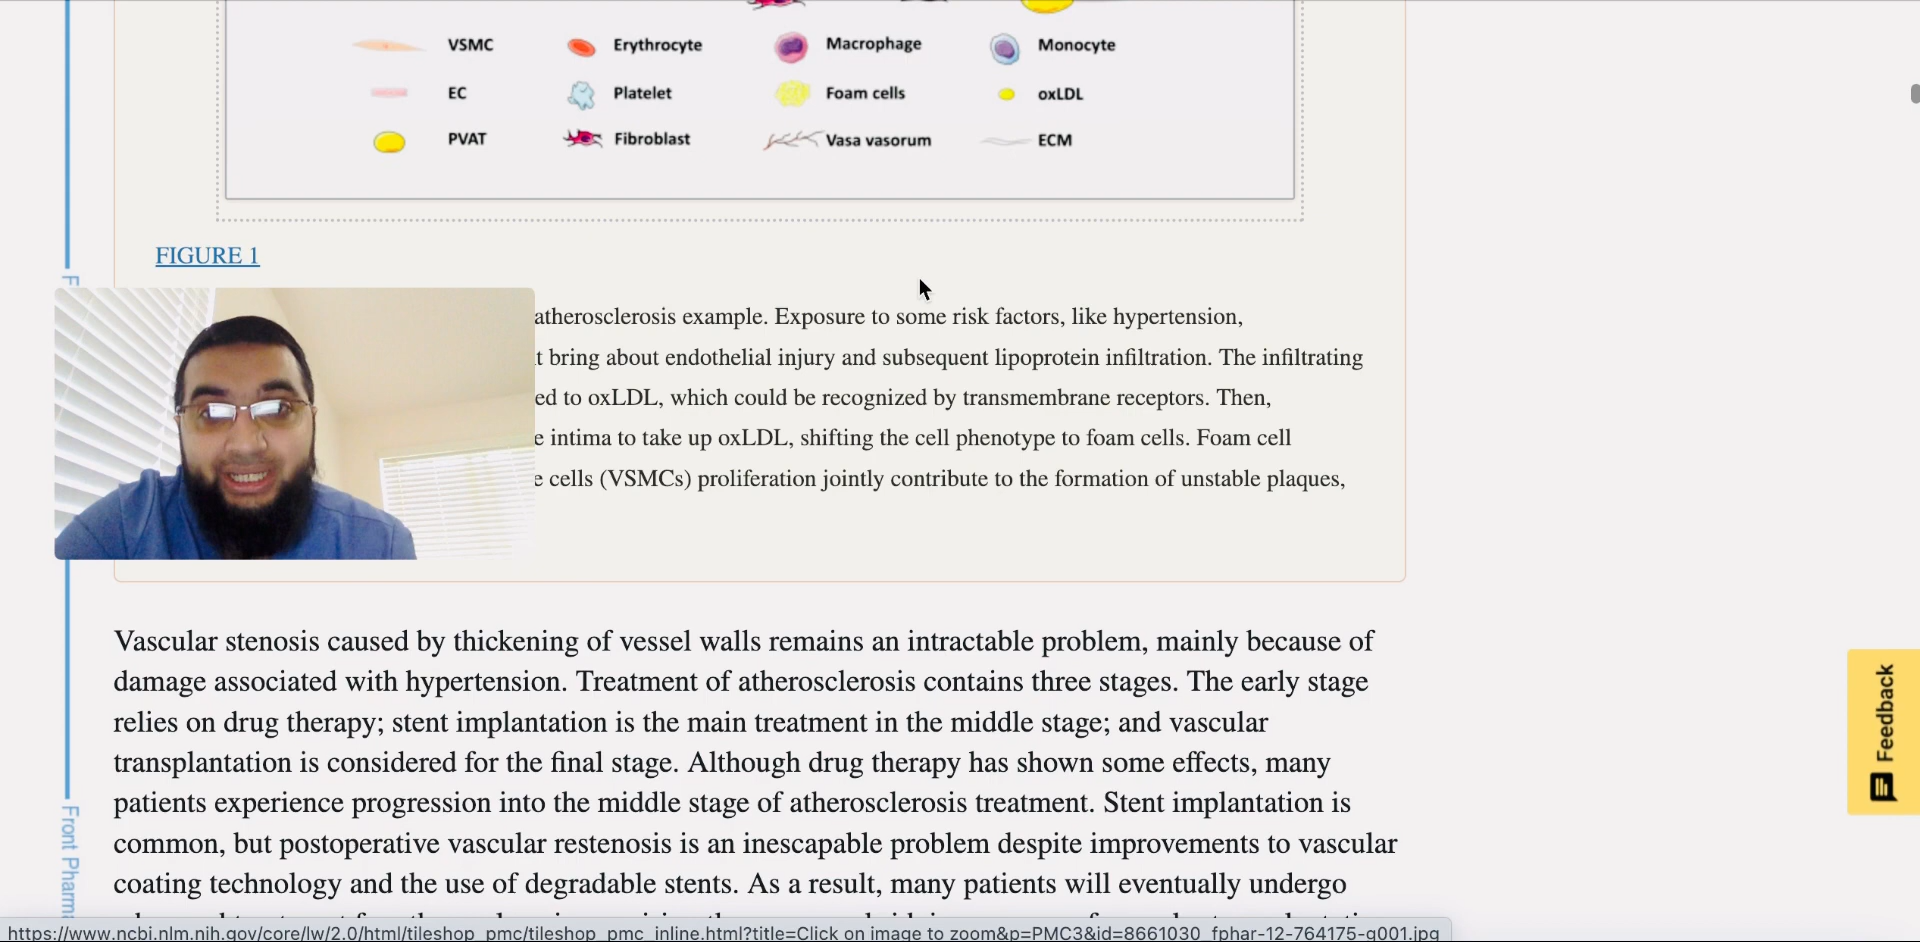 VSMC Erythrocyte Macrophage Monocyte
EC Platelet Foam cells oxLDL
PVAT Fibroblast Vasa vasorum ECM
FIGURE 1
atherosclerosis example. Exposure to some risk factors, like hypertension,
t bring about endothelial injury and subsequent lipoprotein infiltration. The infiltrating
ed to oxLDL, which could be recognized by transmembrane receptors. Then,
e intima to take up oxLDL, shifting the cell phenotype to foam cells. Foam cell
e cells (VSMCs) proliferation jointly contribute to the formation of unstable plaques,
Vascular stenosis caused by thickening of vessel walls remains an intractable problem, mainly because of
damage associated with hypertension. Treatment of atherosclerosis contains three stages. The early stage
relies on drug therapy; stent implantation is the main treatment in the middle stage; and vascular
transplantation is considered for the final stage. Although drug therapy has shown some effects, many
patients experience progression into the middle stage of atherosclerosis treatment. Stent implantation is
common, but postoperative vascular restenosis is an inescapable problem despite improvements to vascular
coating technology and the use of degradable stents. As a result, many patients will eventually undergo
https://www.ncbi.nlm.nih.gov/core/lw/2.0/html/tileshop_pmc/tileshop_pmc_inline.html?title=Click on image to zoom&p=PMC3&id=8661030_fphar-12-764175-g001.jpg
Feedback
F
Front Pharma